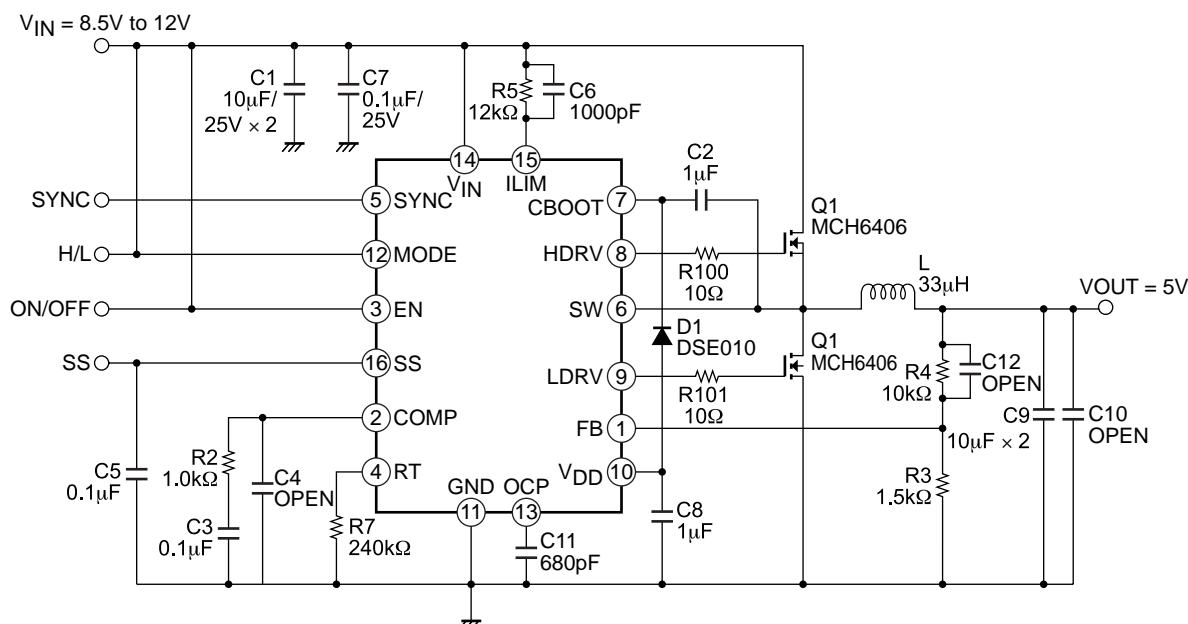 VIN = 8.5V to 12V
C1
10μF/
25V × 2
C7
0.1μF/
25V
R5
12kΩ
C6
1000pF
14
VIN
15
ILIM
C2
1μF
SYNC
5
SYNC
CBOOT
7
Q1
MCH6406
H/L
12
MODE
HDRV
8
R100
10Ω
L
33μH
VOUT = 5V
ON/OFF
3
EN
SW
6
D1
DSE010
Q1
MCH6406
SS
16
SS
LDRV
9
R101
10Ω
R4
10kΩ
C12
OPEN
2
COMP
FB
1
C9
10μF × 2
C10
OPEN
C5
0.1μF
R2
1.0kΩ
C4
OPEN
4
RT
VDD
10
R3
1.5kΩ
C3
0.1μF
R7
240kΩ
GND
11
OCP
13
C11
680pF
C8
1μF